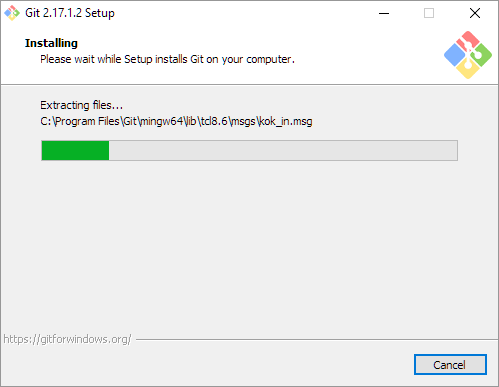 Git 2.17.1.2 Setup
Installing
Please wait while Setup installs Git on your computer.
Extracting files...
C:\Program Files\Git\mingw64\lib\tcl8.6\msgs\kok_in.msg
https://gitforwindows.org/
Cancel